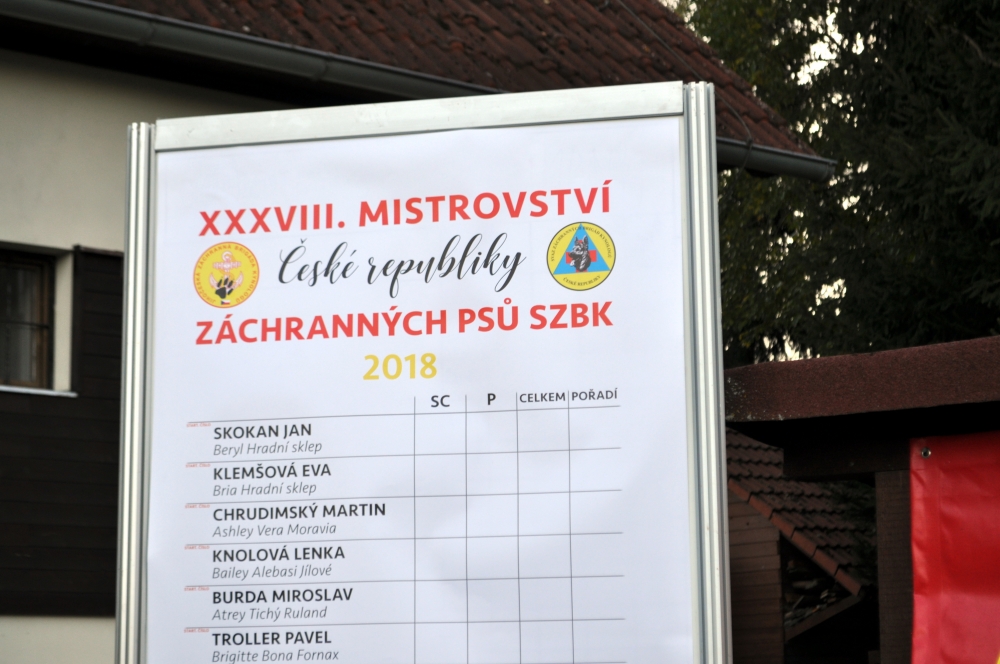 XXXVIII. MISTROVSTVÍ
České republiky
ZÁCHRANNÝCH PSŮ SZBK
2018
SC P CELKEM POŘADÍ
SKOKAN JAN
Beryl Hradní sklep
KLEMŠOVÁ EVA
Bria Hradní sklep
CHRUDIMSKÝ MARTIN
Ashley Vera Moravia
KNOLOVÁ LENKA
Bailey Alebasi Jílové
BURDA MIROSLAV
Atrey Tichý Ruland
TROLLER PAVEL
Brigitte Bona Fornax